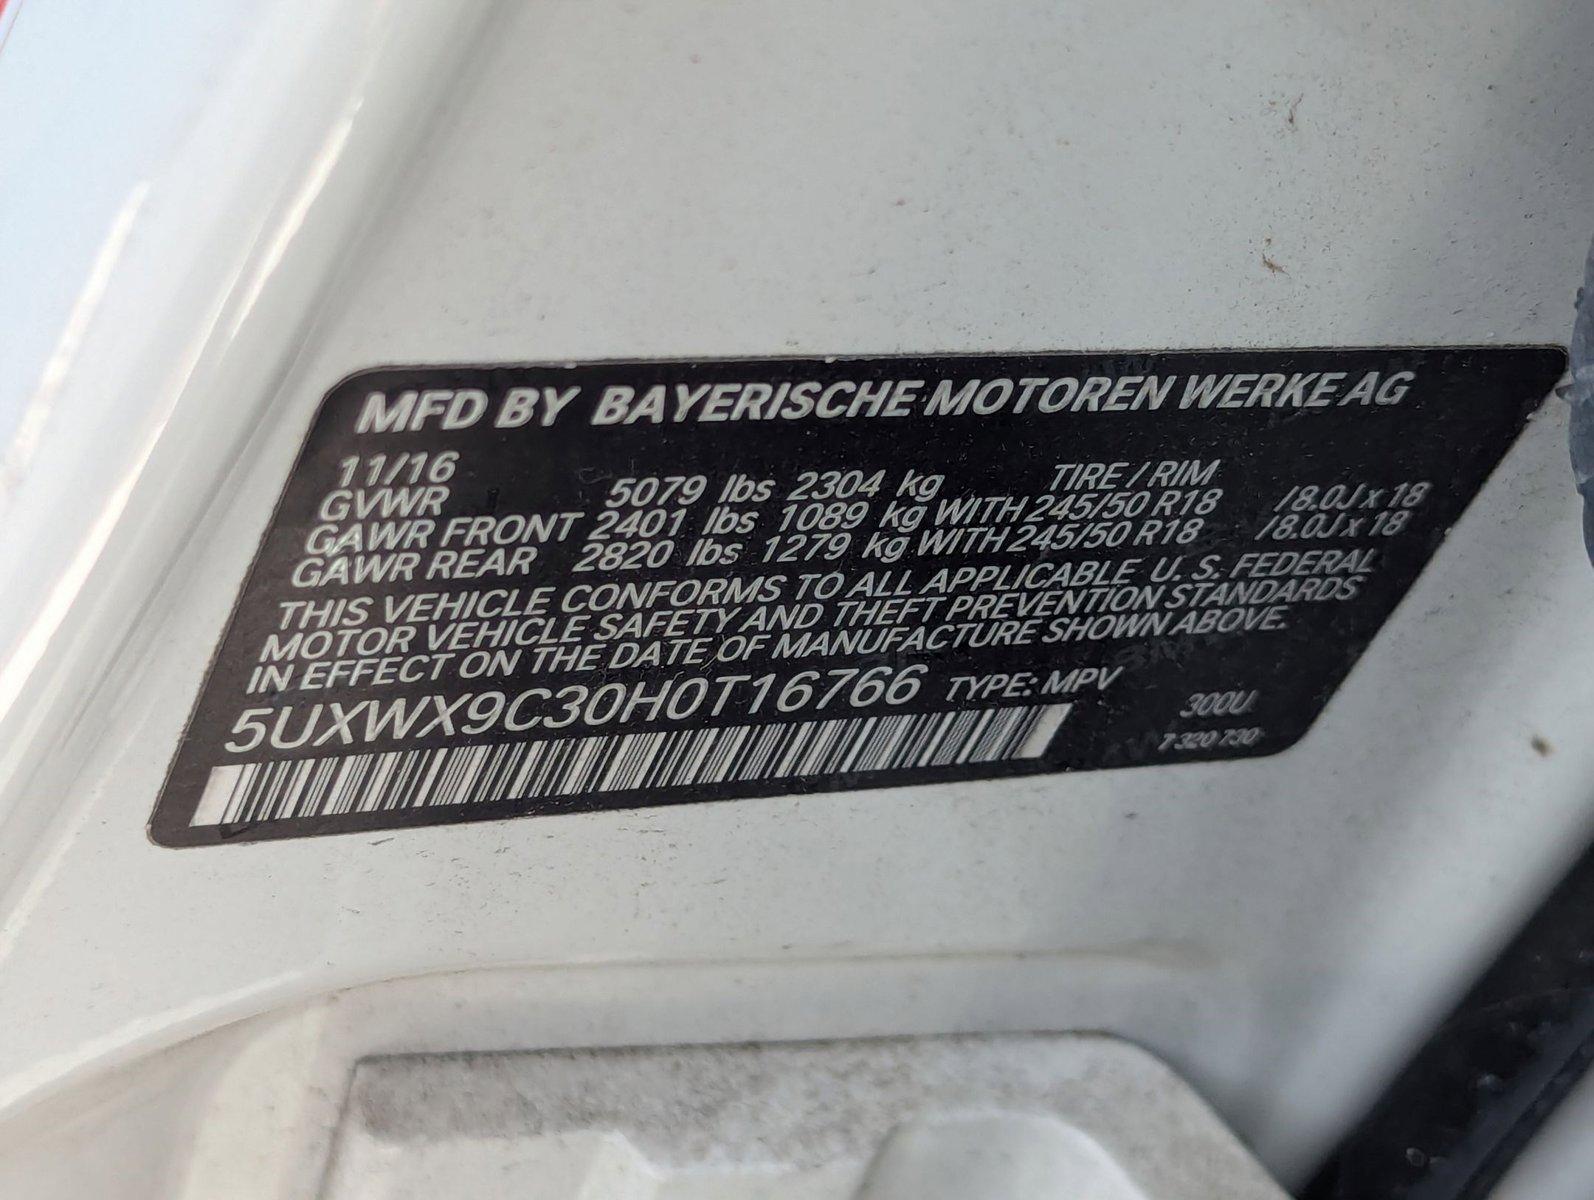 MFD BY BAYERISCHE MOTOREN WERKE AG
11/16 TIRE / RIM
GVWR 5079 lbs 2304 kg
GAWR FRONT 2401 lbs 1089 kg WITH 245/50 R18 /8.0J x 18
GAWR REAR 2820 lbs 1279 kg WITH 245/50 R18 /8.0J x 18
THIS VEHICLE CONFORMS TO ALL APPLICABLE U. S. FEDERAL
MOTOR VEHICLE SAFETY AND THEFT PREVENTION STANDARDS
IN EFFECT ON THE DATE OF MANUFACTURE SHOWN ABOVE.
5UXWX9C30H0T16766 TYPE: MPV
300U
7 320 730